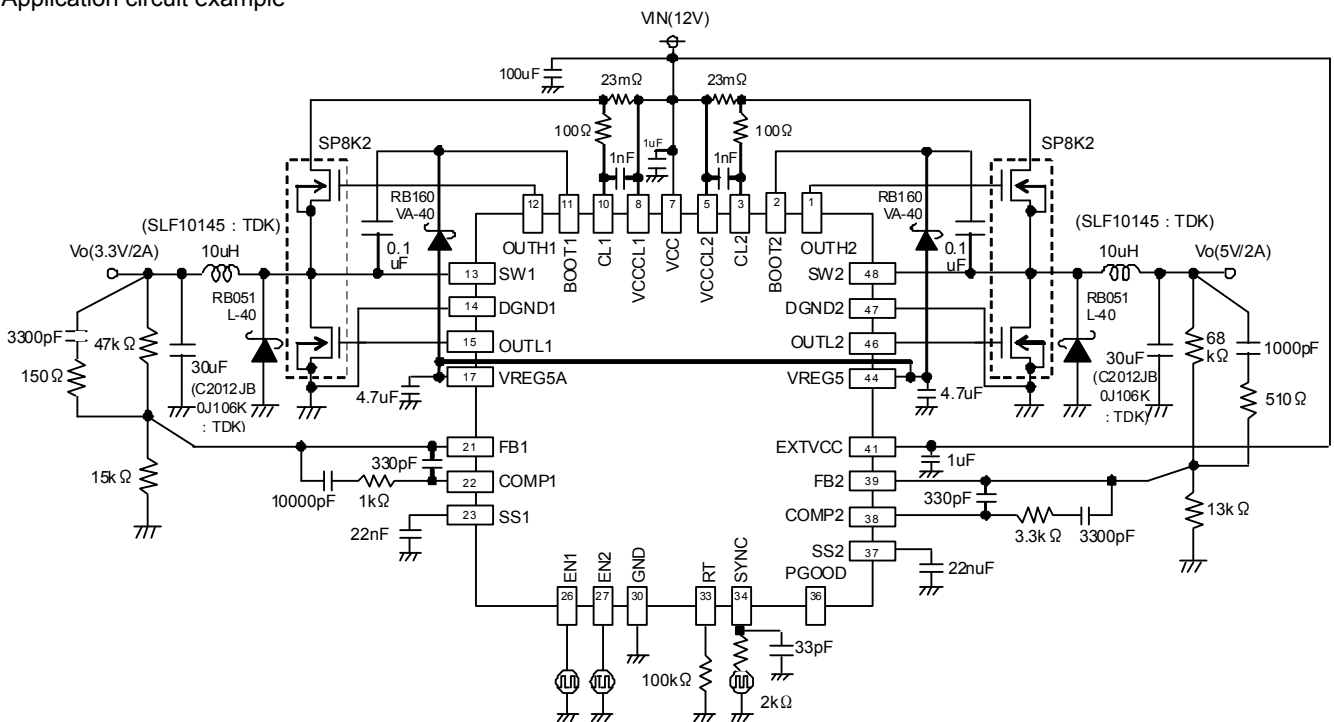 Application circuit example
VIN(12V)
100uF
23mΩ
23mΩ
100Ω
100Ω
1uF
1nF
1nF
SP8K2
SP8K2
RB160
VA-40
RB160
VA-40
0.1
uF
0.1
uF
12
11
10
8
7
5
3
2
1
OUTH1
BOOT1
CL1
VCCCL1
VCC
VCCCL2
CL2
BOOT2
OUTH2
(SLF10145 : TDK)
10uH
Vo(3.3V/2A)
(SLF10145 : TDK)
10uH
Vo(5V/2A)
13
SW1
14
DGND1
15
OUTL1
17
VREG5A
21
FB1
22
COMP1
23
SS1
SW2
48
DGND2
47
OUTL2
46
VREG5
44
EXTVCC
41
FB2
39
COMP2
38
SS2
37
PGOOD
36
RB051
L-40
3300pF
47kΩ
150Ω
30uF
(C2012JB
0J106K
: TDK)
4.7uF
15kΩ
330pF
10000pF
1kΩ
22nF
RB051
L-40
30uF
(C2012JB
0J106K
: TDK)
68
kΩ
1000pF
510Ω
4.7uF
1uF
330pF
3.3kΩ
3300pF
13kΩ
22nuF
EN1
EN2
GND
RT
SYNC
26
27
30
33
34
100kΩ
33pF
2kΩ